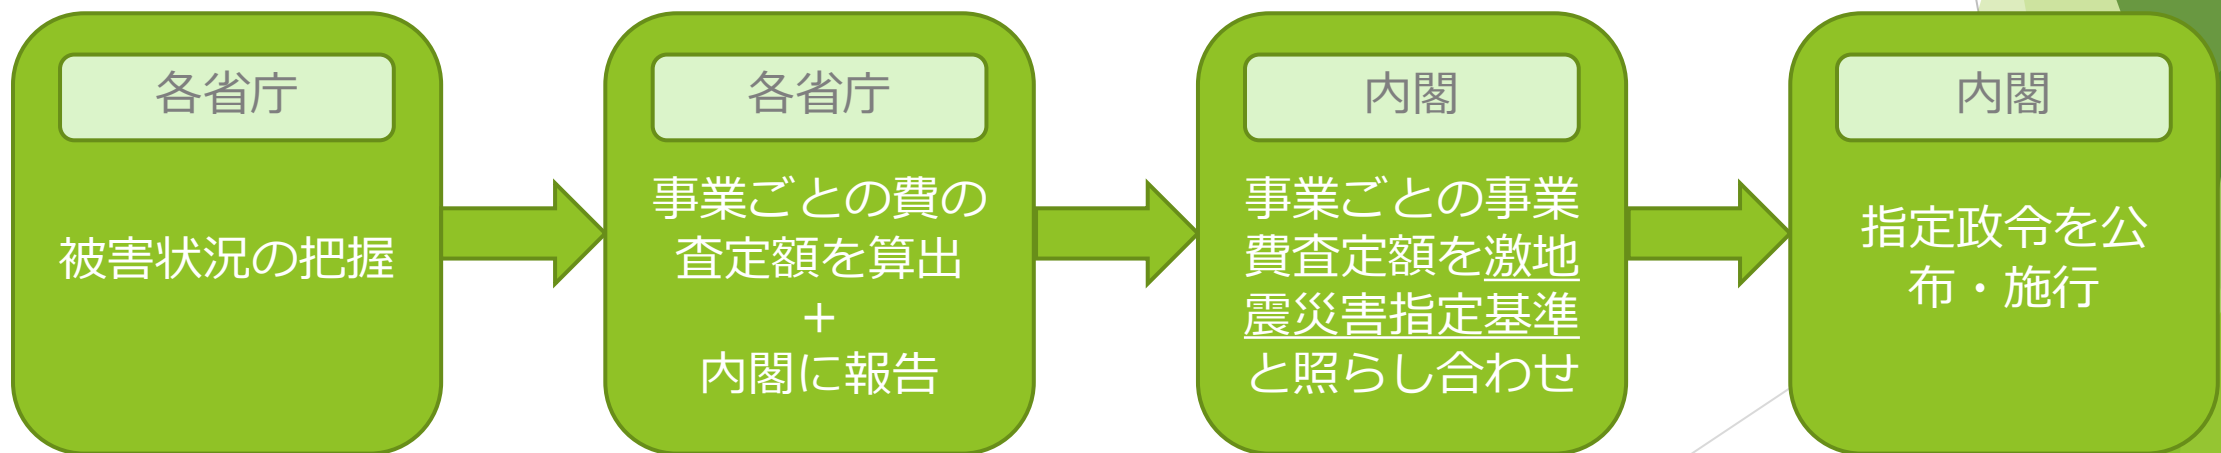 各省庁
被害状況の把握
各省庁
事業ごとの費の
査定額を算出
+
内閣に報告
内閣
事業ごとの事業
費査定額を激地
震災害指定基準
と照らし合わせ
内閣
指定政令を公
布・施行